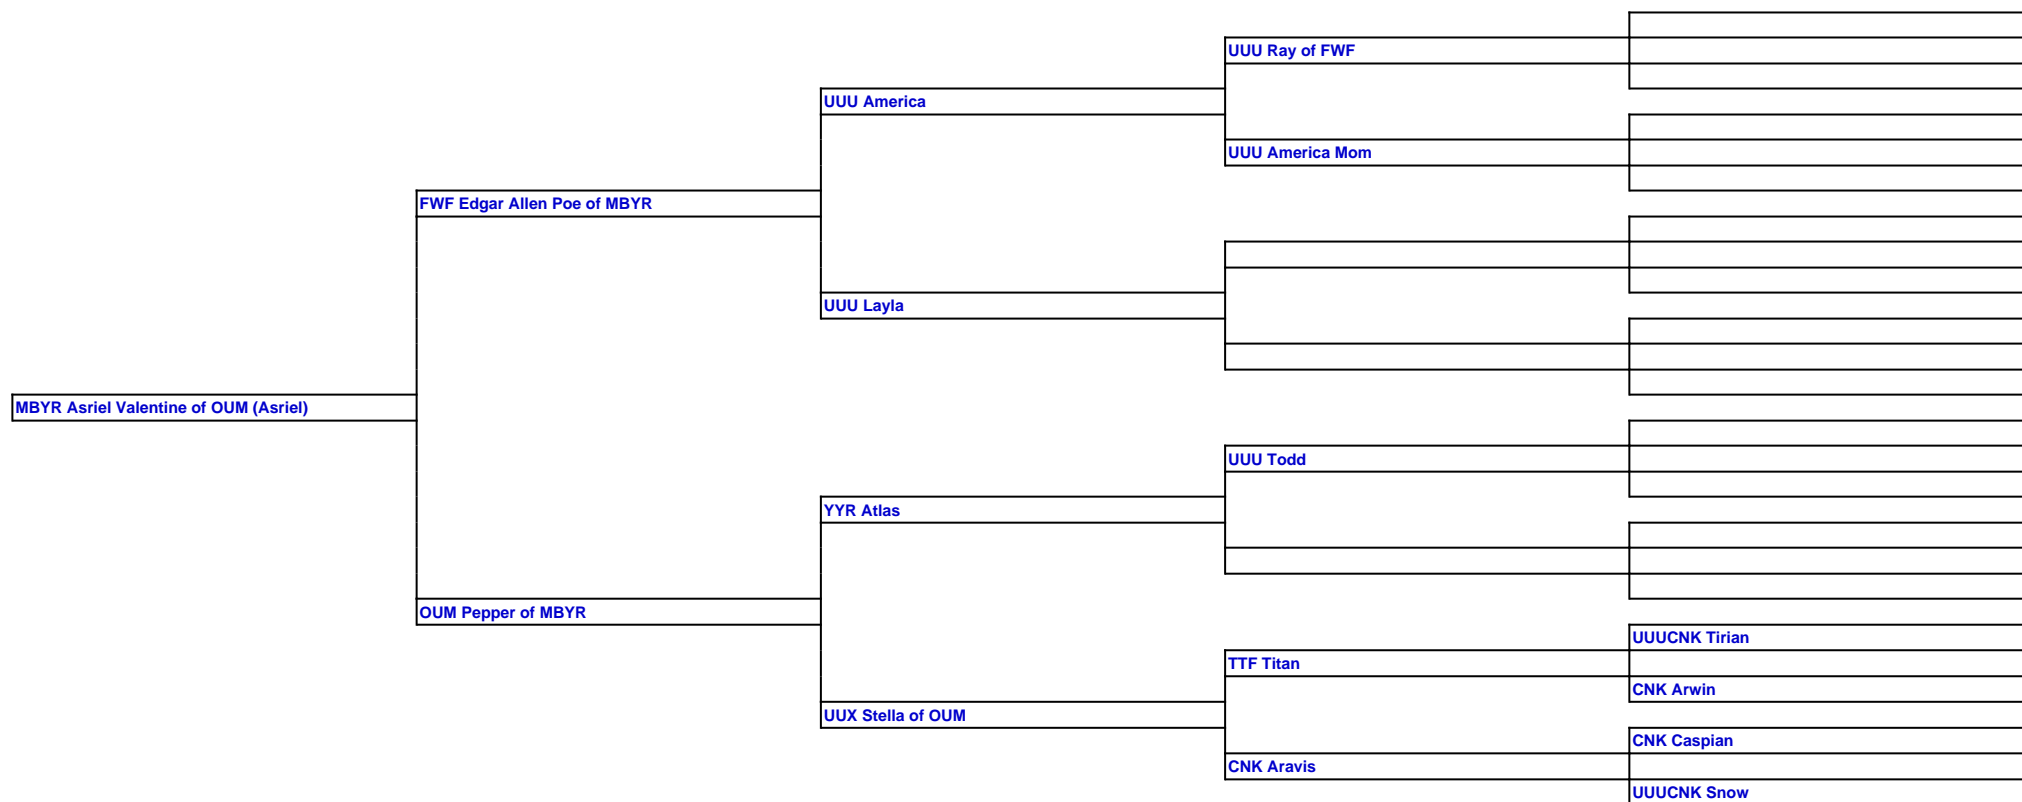 UUU Ray of FWF
UUU America
UUU America Mom
FWF Edgar Allen Poe of MBYR
UUU Layla
MBYR Asriel Valentine of OUM (Asriel)
UUU Todd
YYR Atlas
OUM Pepper of MBYR
UUUCNK Tirian
TTF Titan
CNK Arwin
UUX Stella of OUM
CNK Caspian
CNK Aravis
UUUCNK Snow